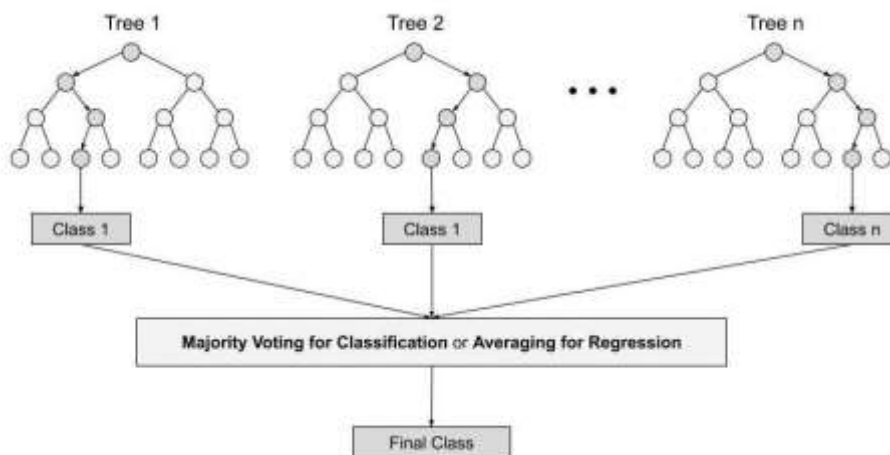 Tree 1
Tree 2
Tree n
Class 1
Class 1
Class n
Majority Voting for Classification or Averaging for Regression
Final Class